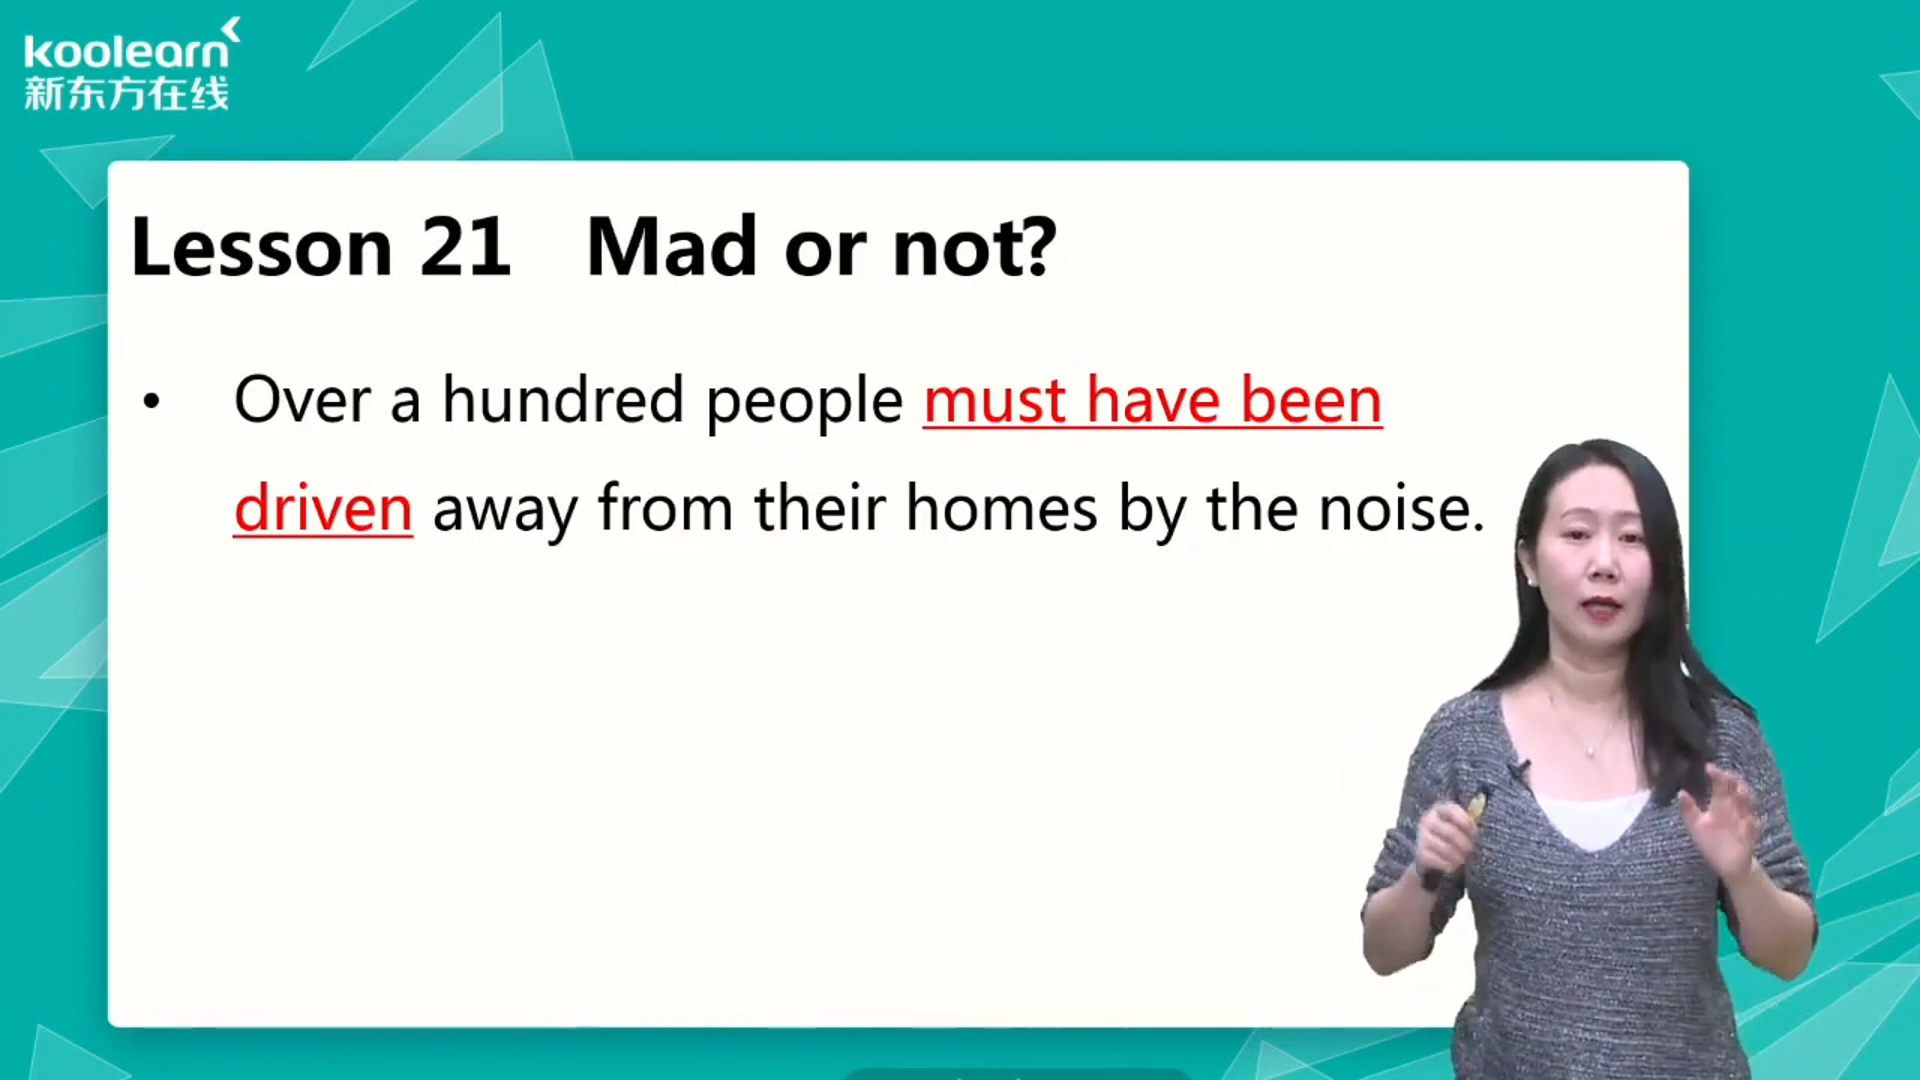 koolearn
新东方在线
Lesson 21 Mad or not?
• Over a hundred people must have been
driven away from their homes by the noise.